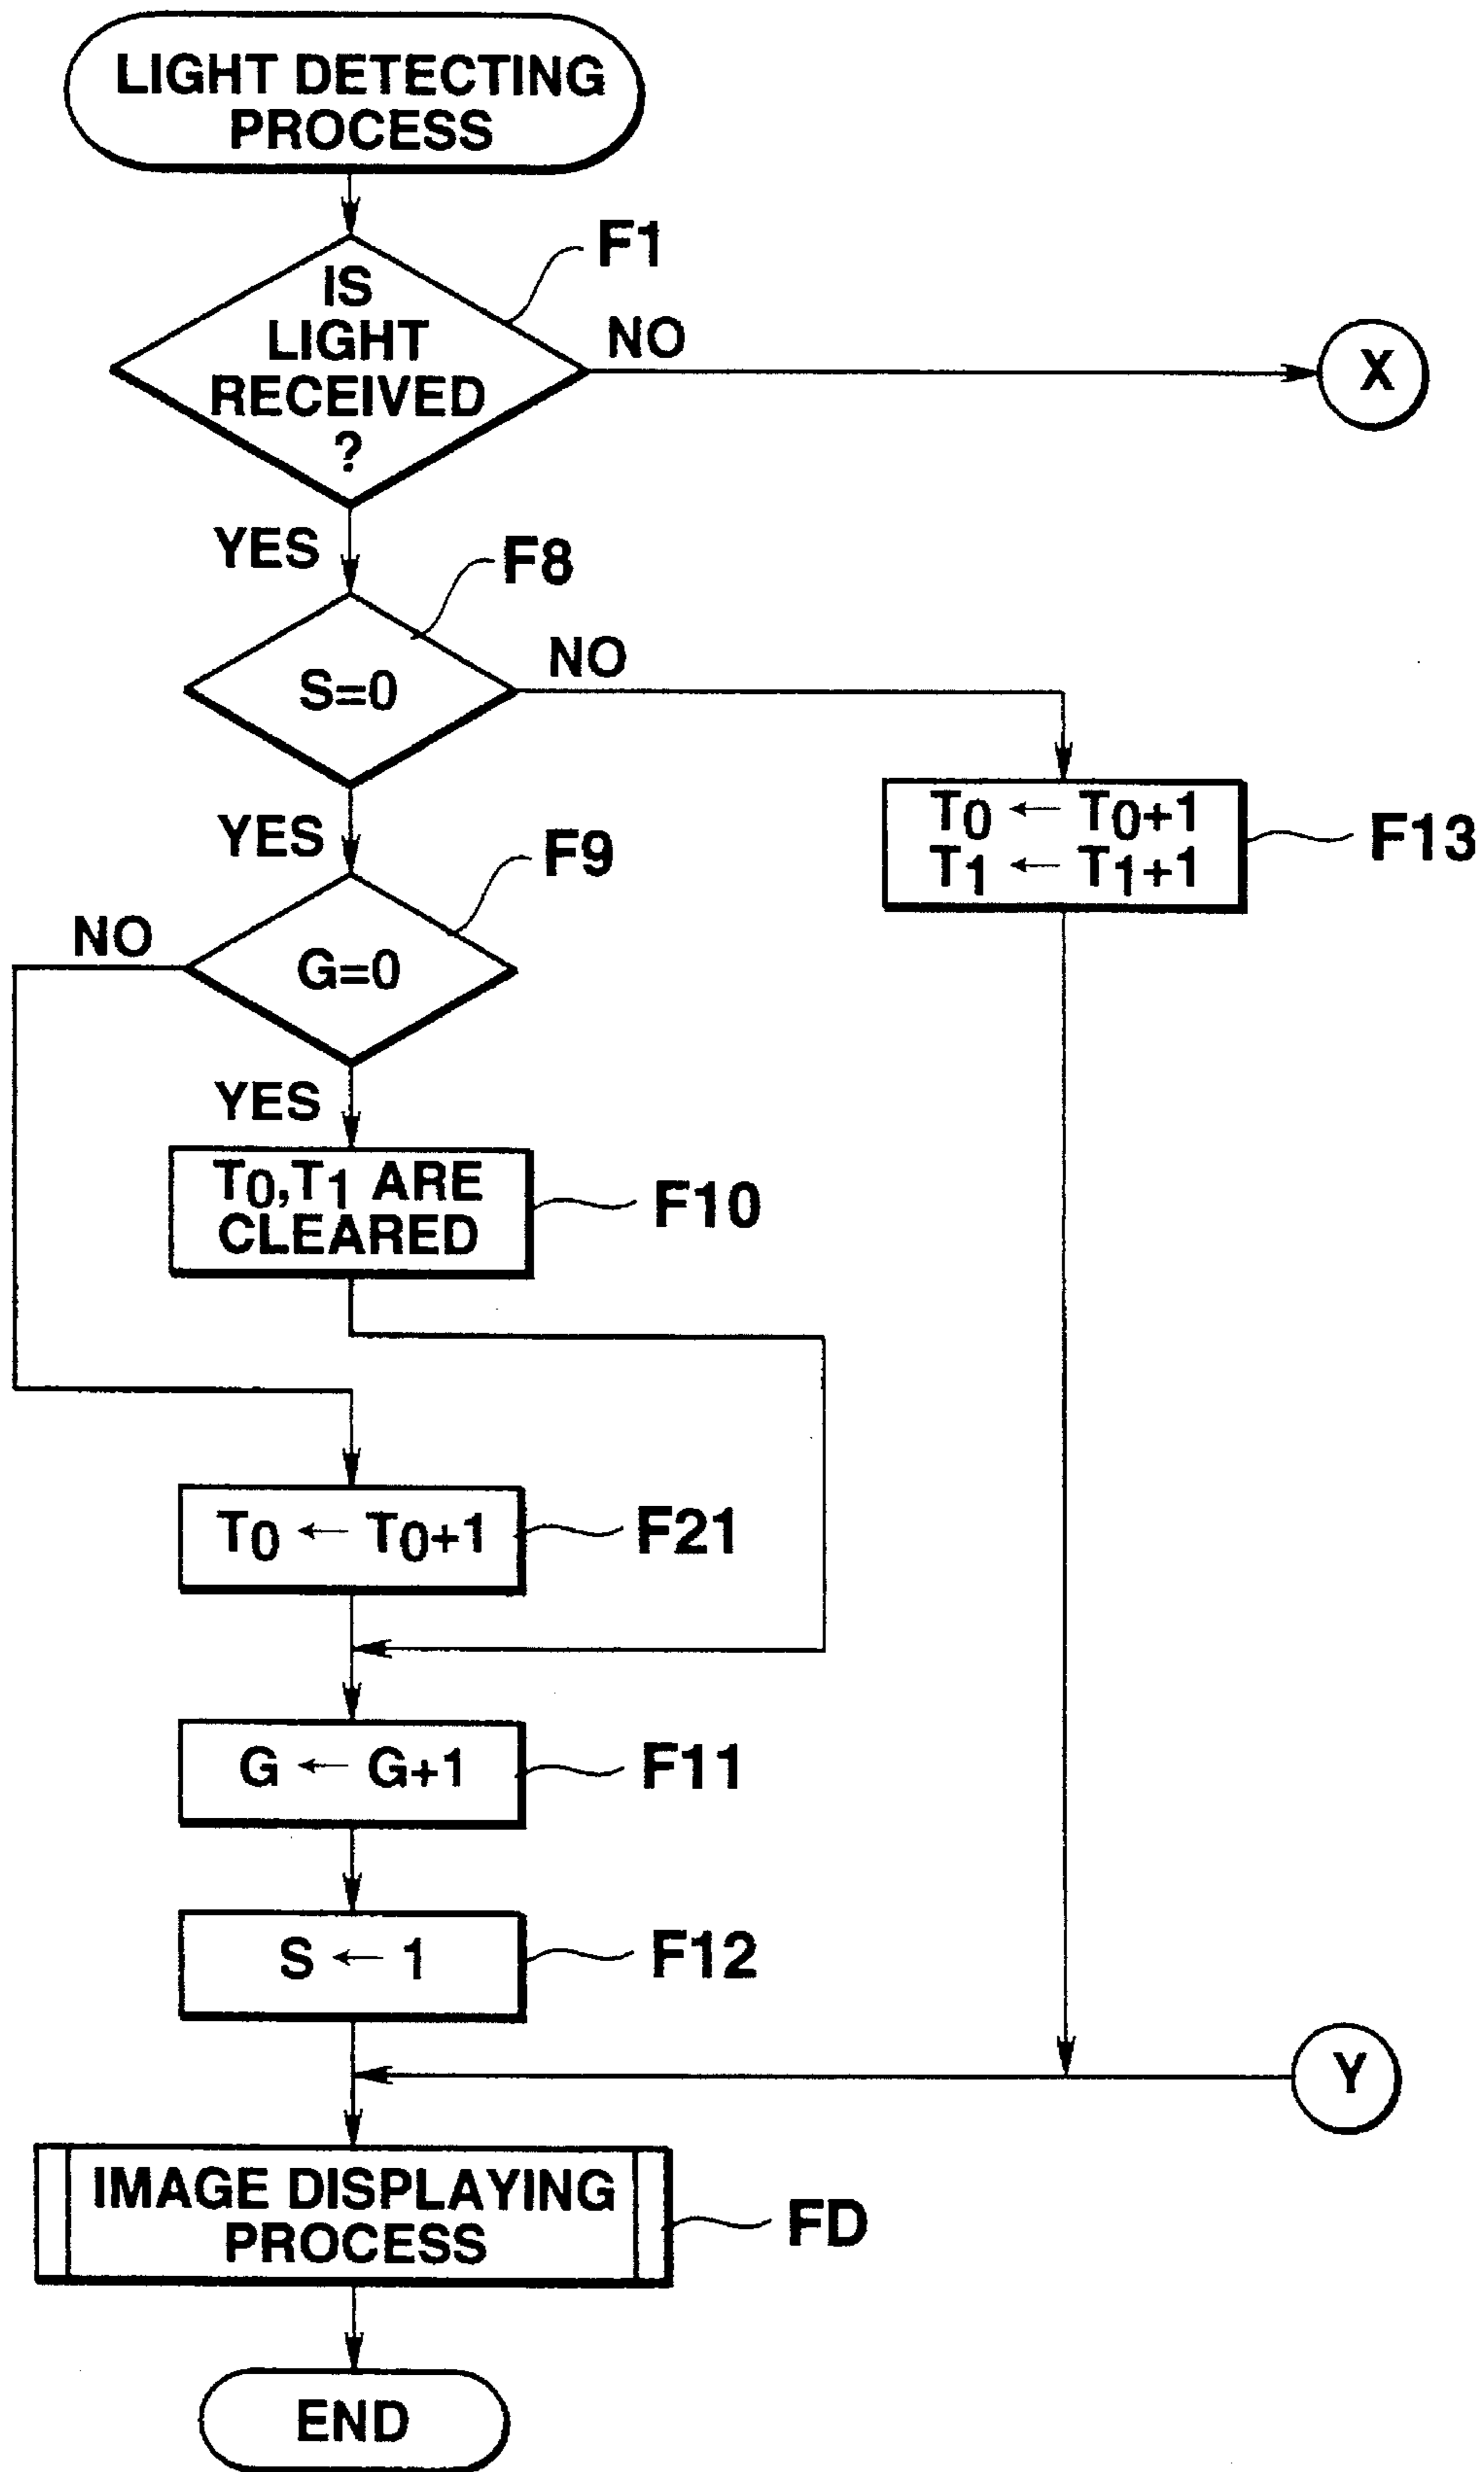 LIGHT DETECTING
PROCESS
F1
IS
LIGHT
RECEIVED
?
NO
X
YES
F8
S=0
NO
YES
T0 ← T0+1
T1 ← T1+1
F13
F9
NO
G=0
YES
T0,T1 ARE
CLEARED
F10
T0 ← T0+1
F21
G ← G+1
F11
S ← 1
F12
Y
IMAGE DISPLAYING
PROCESS
FD
END